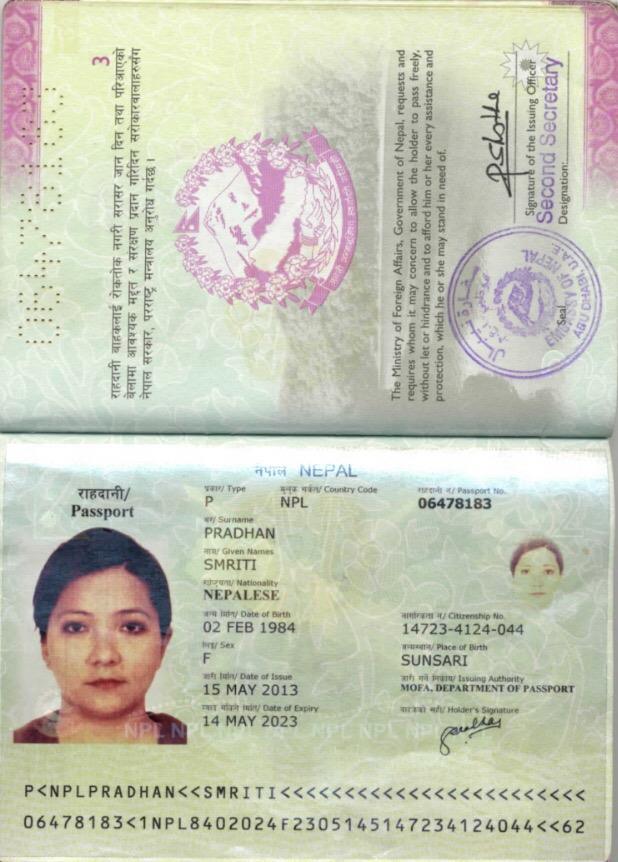 3
राहदानी बाहकलाई रोकतोक नगरी सरासर जान दिन तथा परिआएको
बेलामा आवश्यक मद्दत र संरक्षण प्रदान गरिदिन सरोकारवालाहरूसँग
नेपाल सरकार, परराष्ट्र मन्त्रालय अनुरोध गर्दछ ।
The Ministry of Foreign Affairs, Government of Nepal, requests and
requires whom it may concern to allow the holder to pass freely,
without let or hindrance and to afford him or her every assistance and
protection, which he or she may stand in need of.
Signature of the Issuing Officer
Second Secretary
Designation:
Seal
EMBASSY OF NEPAL
ABU DHABI, U.A.E.
नेपाल NEPAL
राहदानी/
Passport
प्रकार/ Type
Country Code
राहदानी नं/ Passport No.
P
NPL
06478183
थर/ Surname
PRADHAN
नाम/ Given Names
SMRITI
राष्ट्रियता/ Nationality
NEPALESE
जन्म मिति/ Date of Birth
नागरिकता नं/ Citizenship No.
02 FEB 1984
14723-4124-044
लिङ्ग/ Sex
जन्मस्थान/ Place of Birth
F
SUNSARI
जारी मिति/ Date of Issue
Issuing Authority
15 MAY 2013
MOFA, DEPARTMENT OF PASSPORT
Date of Expiry
Holder's Signature
14 MAY 2023
NPL NPL NPL NPL NPL NPL NPL
P<NPLPRADHAN<<SMRITI<<<<<<<<<<<<<<<<<<<<<<<<
06478183<1NPL8402024F2305145147234124044<<62